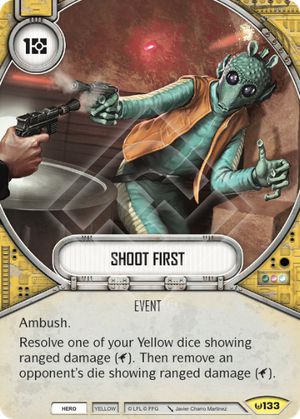 1
SHOOT FIRST
EVENT
Ambush.
Resolve one of your Yellow dice showing
ranged damage ( ). Then remove an
opponent's die showing ranged damage ( ).
HERO YELLOW © LFL © FFG Javier Charro Martinez 133